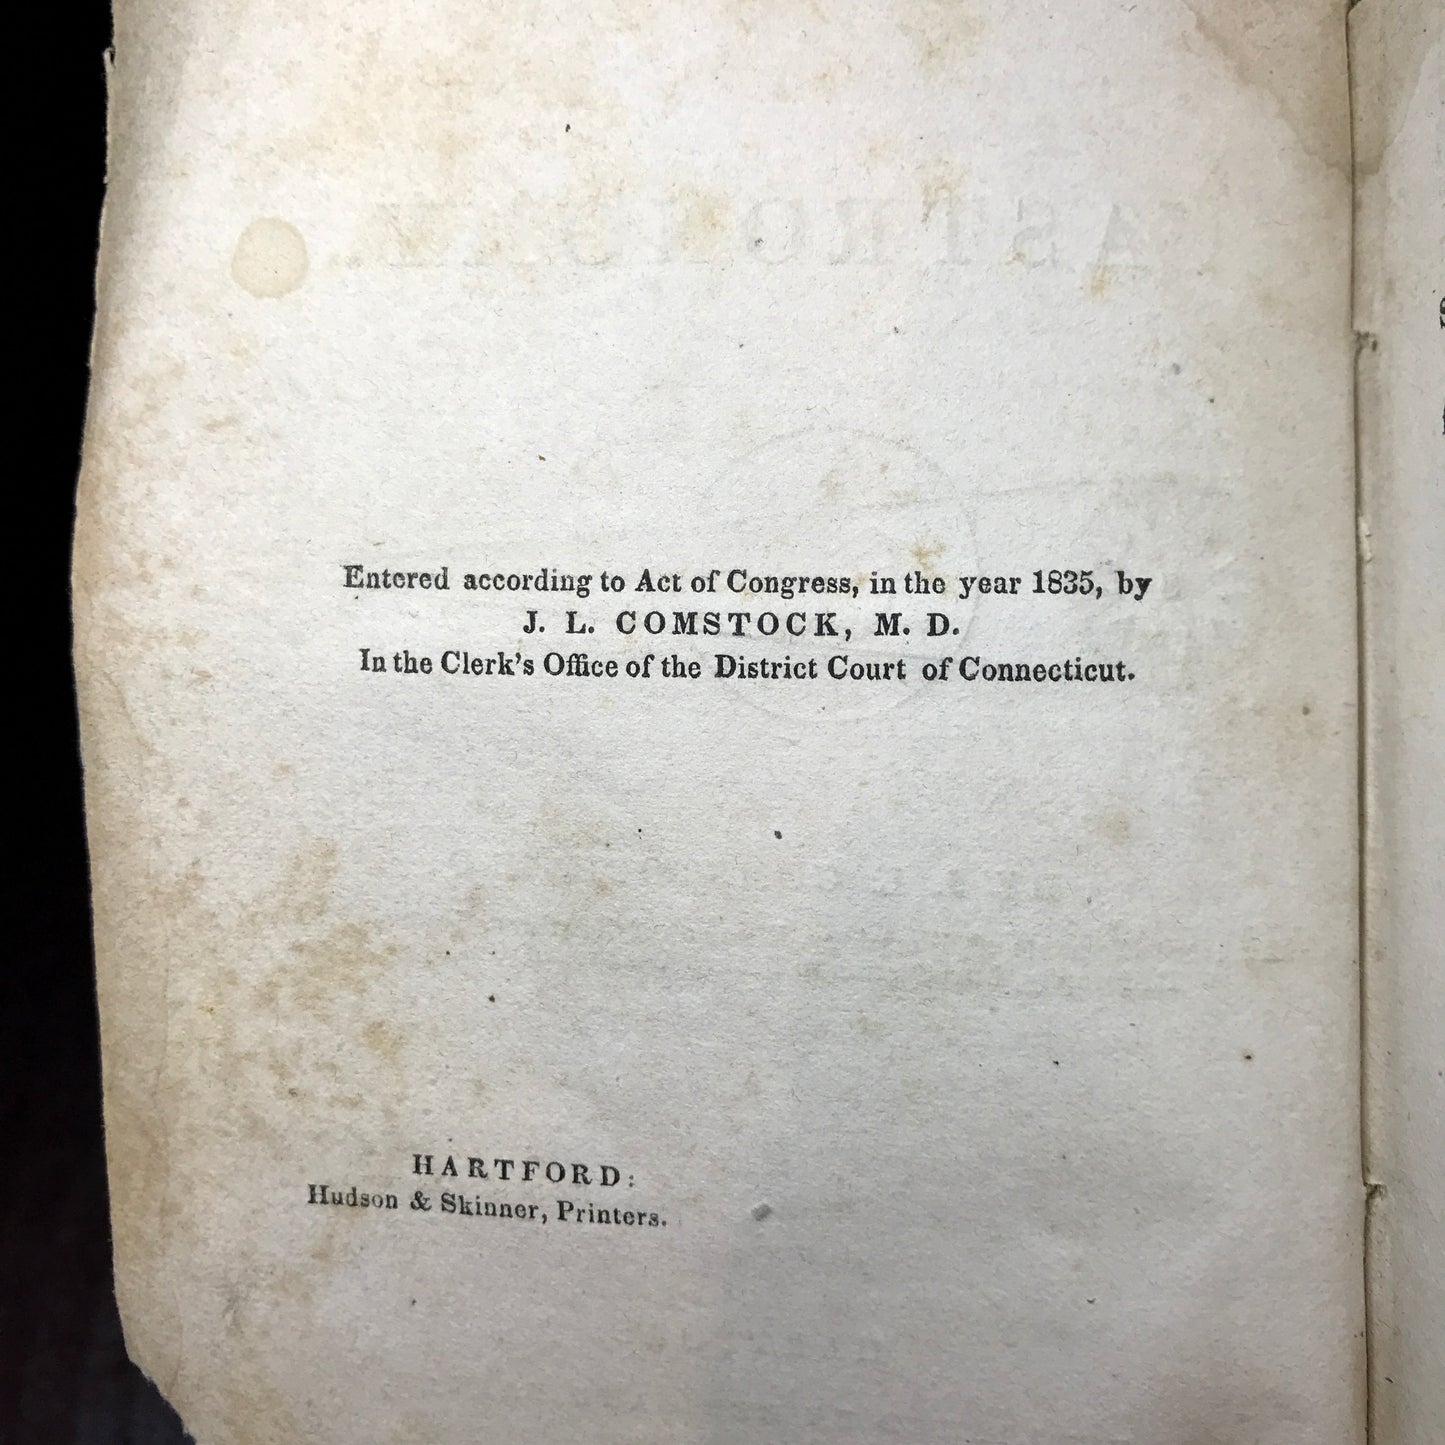 Entered according to Act of Congress, in the year 1835, by
J. L. COMSTOCK, M. D.
In the Clerk's Office of the District Court of Connecticut.
HARTFORD:
Hudson & Skinner, Printers.